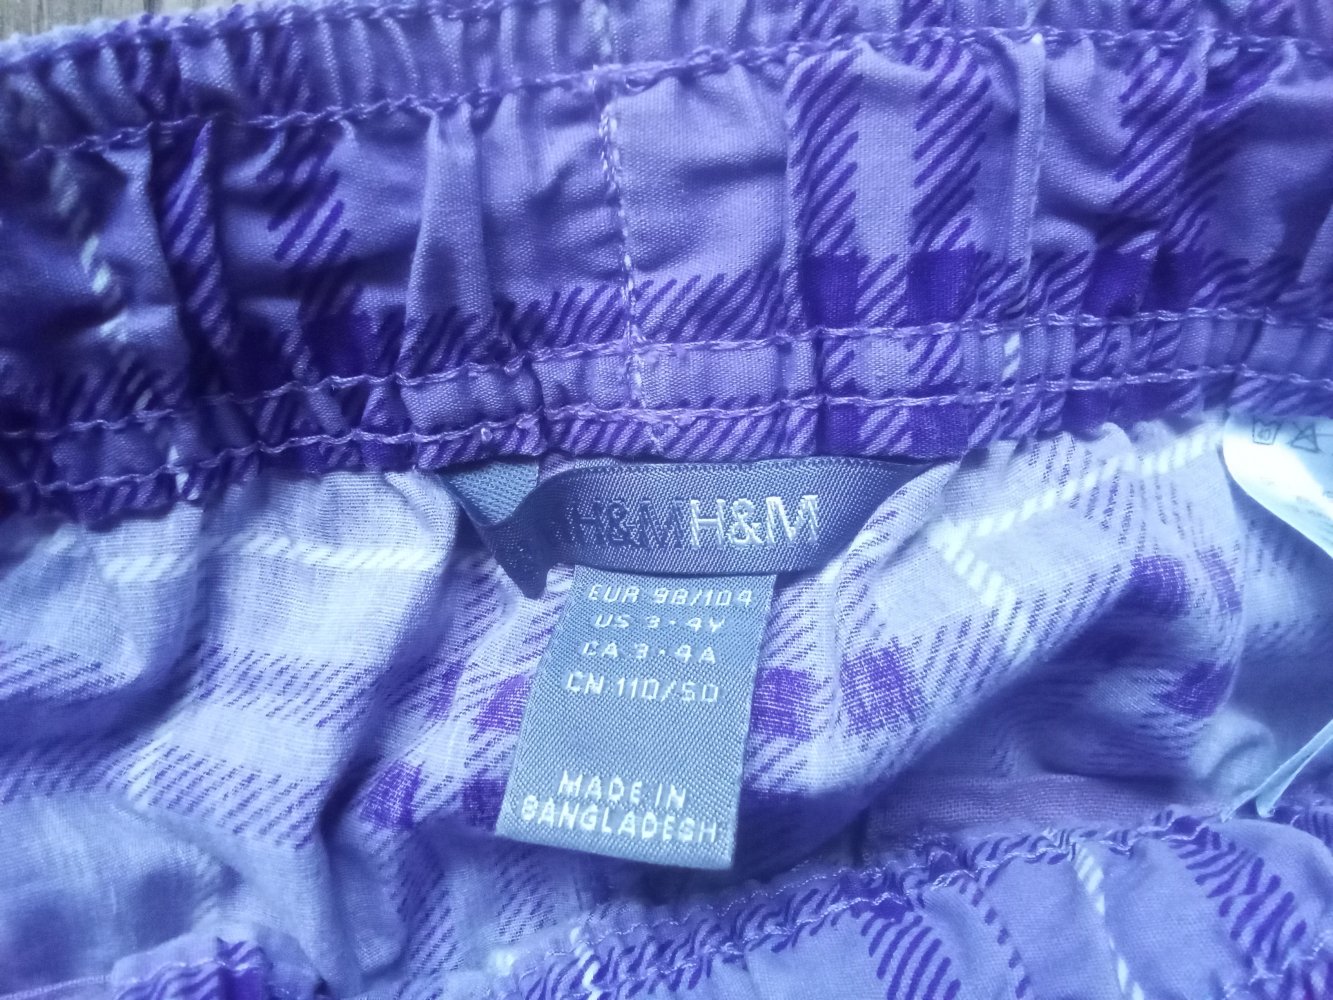 H&MH&M
EUR 98/104
US 3-4Y
CA 3-4A
CN 110/50
MADE IN
BANGLADESH